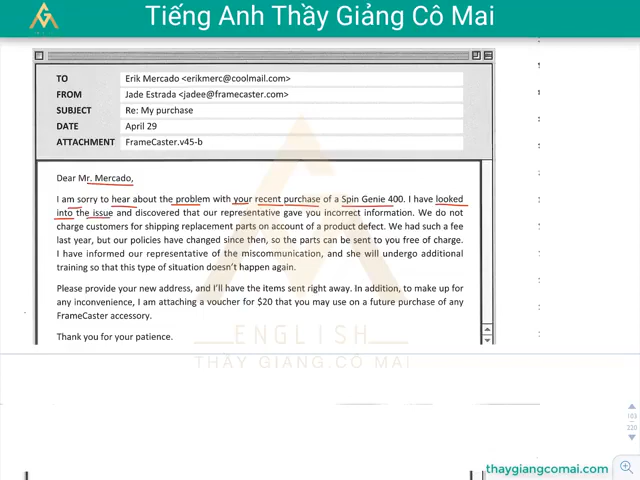 Tiếng Anh Thầy Giảng Cô Mai
TO Erik Mercado <erikmerc@coolmail.com>
FROM Jade Estrada <jadee@framecaster.com>
SUBJECT Re: My purchase
DATE April 29
ATTACHMENT FrameCaster.v45-b
Dear Mr. Mercado,
I am sorry to hear about the problem with your recent purchase of a Spin Genie 400. I have looked
into the issue and discovered that our representative gave you incorrect information. We do not
charge customers for shipping replacement parts on account of a product defect. We had such a fee
last year, but our policies have changed since then, so the parts can be sent to you free of charge.
I have informed our representative of the miscommunication, and she will undergo additional
training so that this type of situation doesn't happen again.
Please provide your new address, and I'll have the items sent right away. In addition, to make up for
any inconvenience, I am attaching a voucher for $20 that you may use on a future purchase of any
FrameCaster accessory.
Thank you for your patience.
ENGLISH
THẦY GIẢNG.CÔ MAI
103
220
thaygiangcomai.com